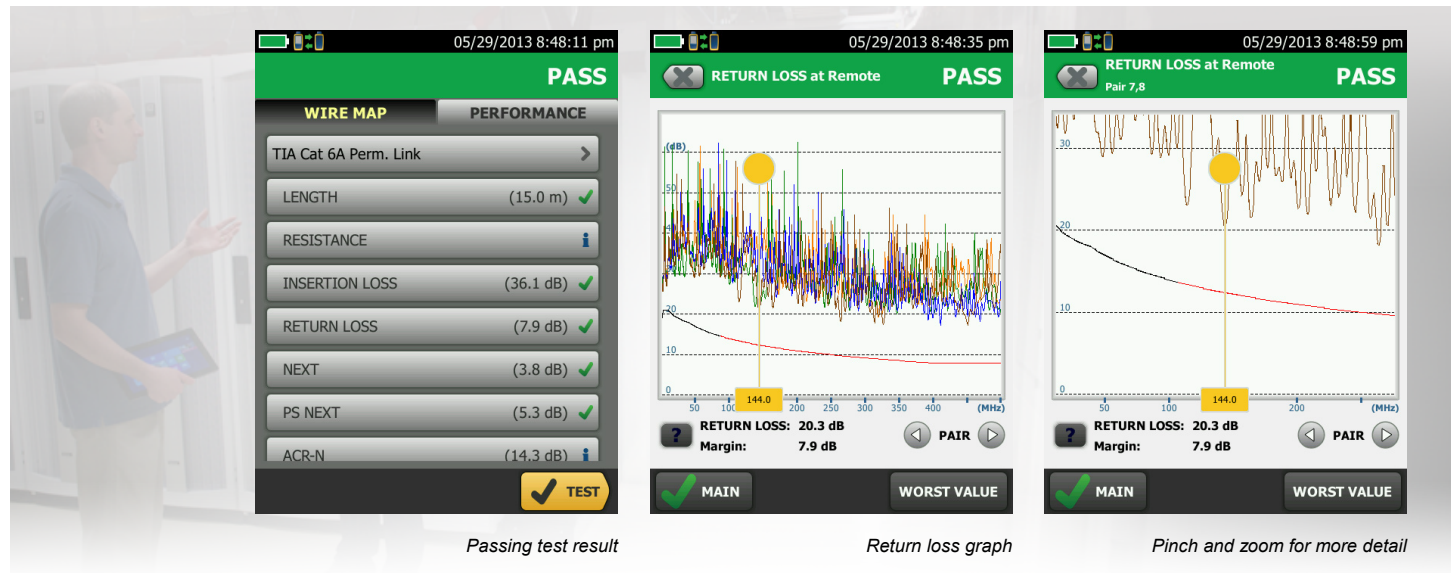 05/29/2013 8:48:11 pm
PASS
WIRE MAP
PERFORMANCE
TIA Cat 6A Perm. Link
LENGTH (15.0 m)
RESISTANCE
INSERTION LOSS (36.1 dB)
RETURN LOSS (7.9 dB)
NEXT (3.8 dB)
PS NEXT (5.3 dB)
ACR-N (14.3 dB)
TEST
Passing test result
05/29/2013 8:48:35 pm
RETURN LOSS at Remote
PASS
(dB)
50
20
10
0
144.0
50 100 200 250 300 350 400 (MHz)
RETURN LOSS: 20.3 dB
Margin: 7.9 dB
? PAIR
MAIN
WORST VALUE
Return loss graph
05/29/2013 8:48:59 pm
RETURN LOSS at Remote
Pair 7,8
PASS
30
20
10
0
144.0
50 100 200 (MHz)
RETURN LOSS: 20.3 dB
Margin: 7.9 dB
? PAIR
MAIN
WORST VALUE
Pinch and zoom for more detail